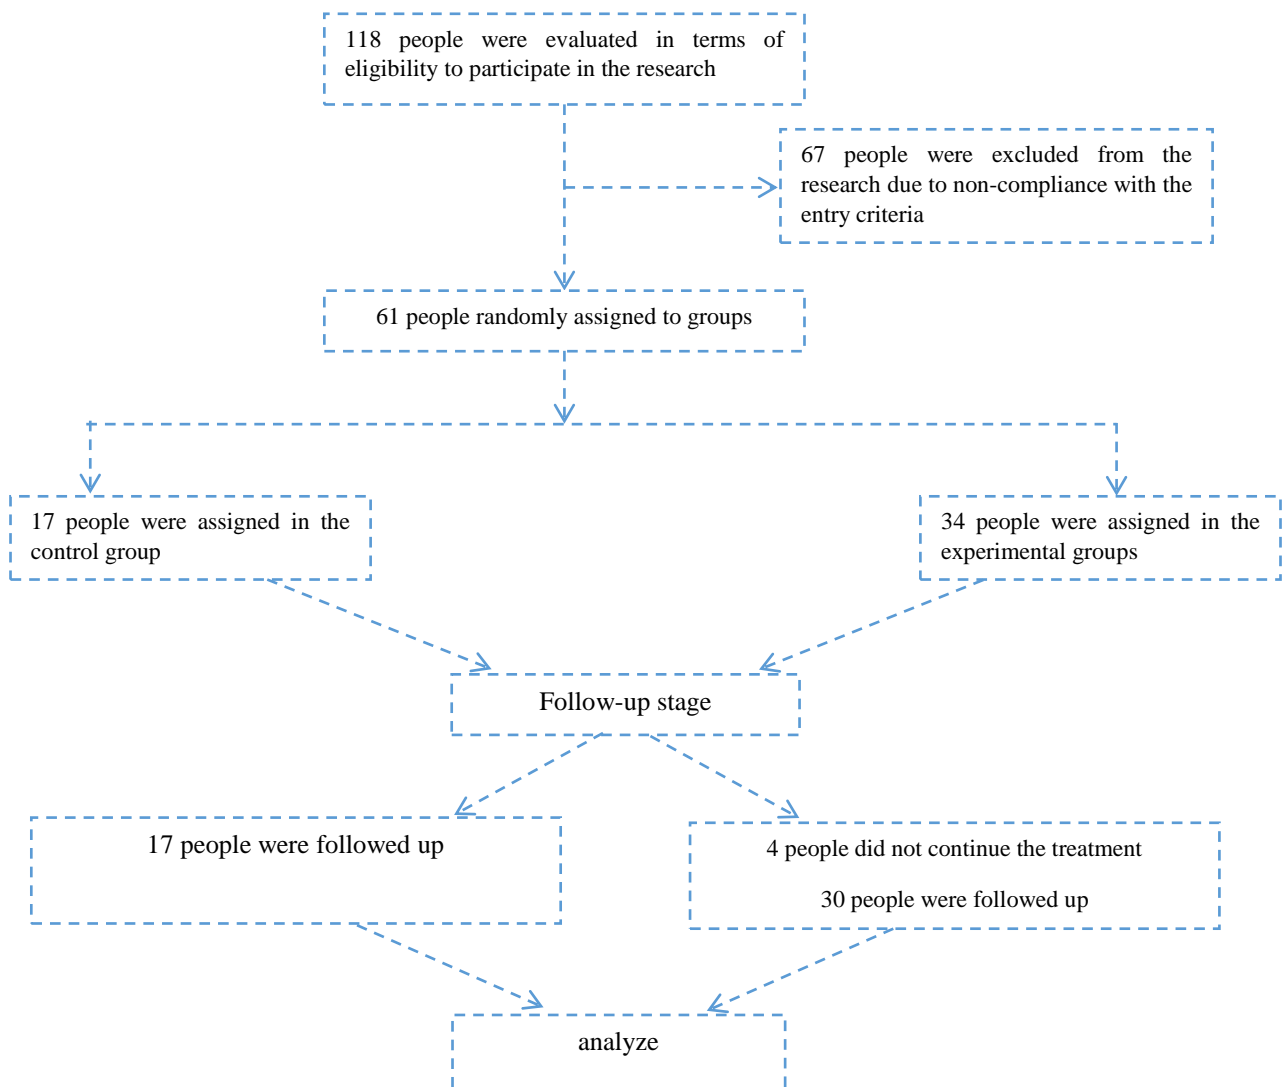 118 people were evaluated in terms of
eligibility to participate in the research
67 people were excluded from the
research due to non-compliance with the
entry criteria
61 people randomly assigned to groups
17 people were assigned in the
control group
34 people were assigned in the
experimental groups
Follow-up stage
17 people were followed up
4 people did not continue the treatment
30 people were followed up
analyze